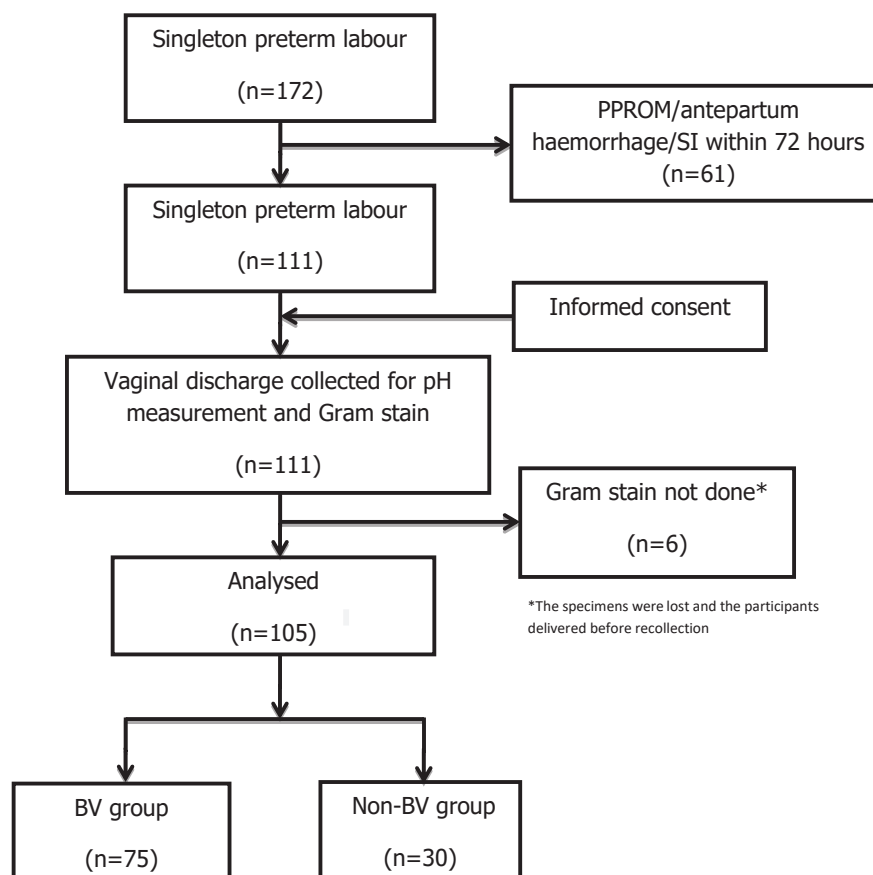 Singleton preterm labour
(n=172)
PPROM/antepartum
haemorrhage/SI within 72 hours
(n=61)
Singleton preterm labour
(n=111)
Informed consent
Vaginal discharge collected for pH
measurement and Gram stain
(n=111)
Gram stain not done*
(n=6)
Analysed
(n=105)
*The specimens were lost and the participants
delivered before recollection
BV group
(n=75)
Non-BV group
(n=30)